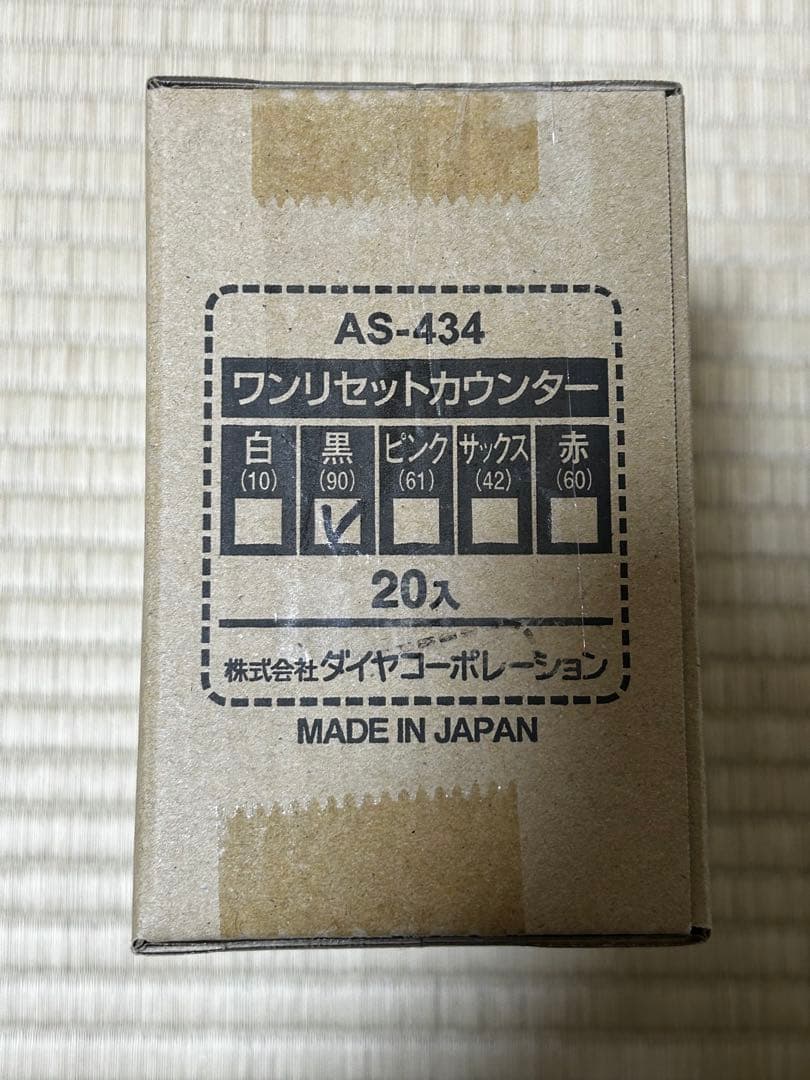 AS-434
ワンリセットカウンター
白 黒 ピンク サックス 赤
(10) (90) (61) (42) (60)
20入
株式会社ダイヤコーポレーション
MADE IN JAPAN